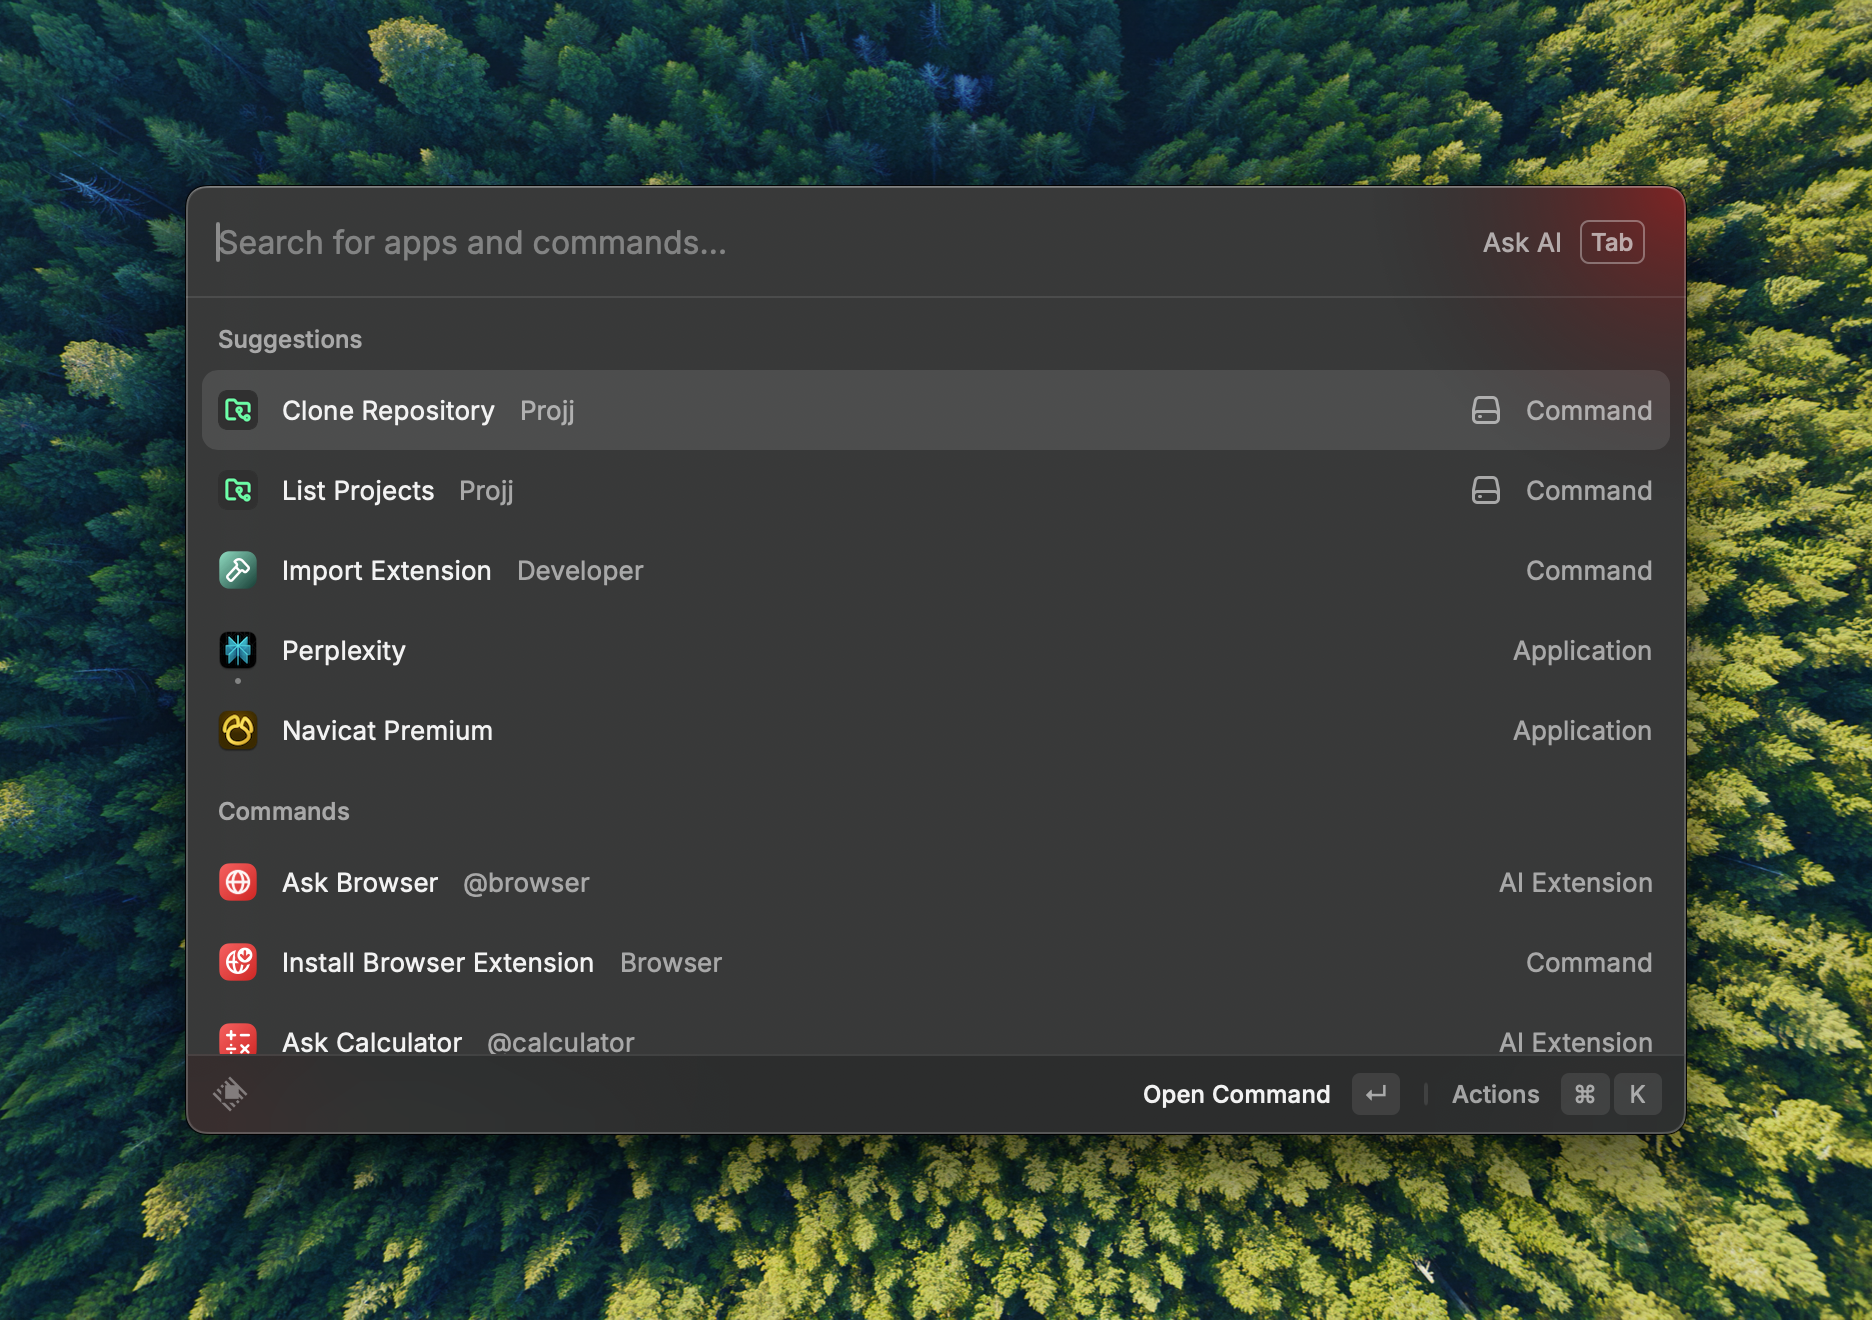 Search for apps and commands...
Ask AI Tab
Suggestions
Clone Repository Projj Command
List Projects Projj Command
Import Extension Developer Command
Perplexity Application
Navicat Premium Application
Commands
Ask Browser @browser AI Extension
Install Browser Extension Browser Command
Ask Calculator @calculator AI Extension
Open Command ↵ Actions ⌘ K